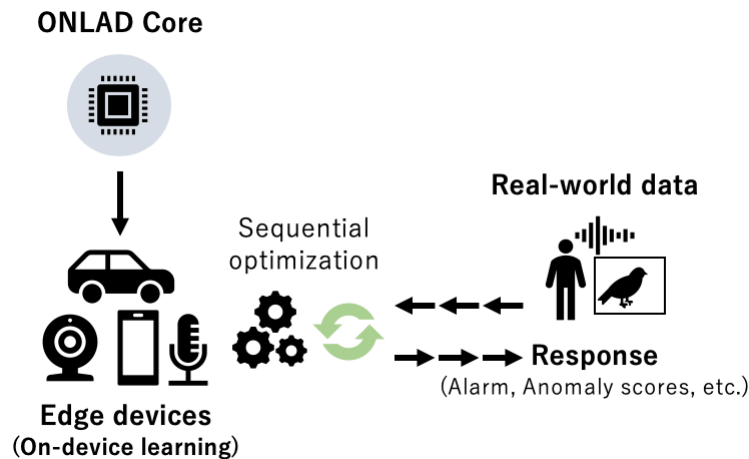 ONLAD Core
Real-world data
Sequential
optimization
Response
(Alarm, Anomaly scores, etc.)
Edge devices
(On-device learning)